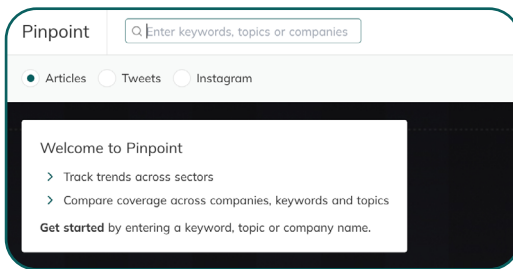 Pinpoint
Enter keywords, topics or companies
Articles Tweets Instagram
Welcome to Pinpoint
Track trends across sectors
Compare coverage across companies, keywords and topics
Get started by entering a keyword, topic or company name.